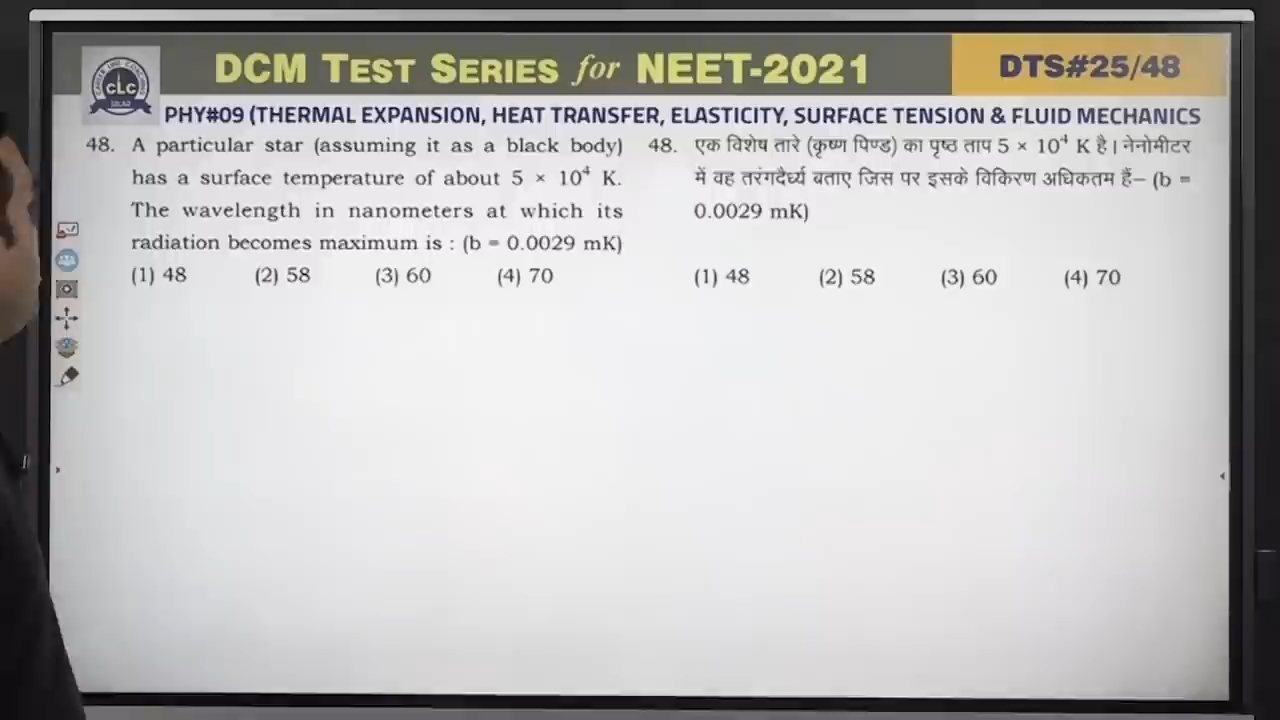 DCM TEST SERIES for NEET-2021
DTS#25/48
CLC
PHY#09 (THERMAL EXPANSION, HEAT TRANSFER, ELASTICITY, SURFACE TENSION & FLUID MECHANICS
48. A particular star (assuming it as a black body)
has a surface temperature of about 5 × 10⁴ K.
The wavelength in nanometers at which its
radiation becomes maximum is : (b = 0.0029 mK)
(1) 48 (2) 58 (3) 60 (4) 70
48. एक विशेष तारे (कृष्ण पिण्ड) का पृष्ठ ताप 5 × 10⁴ K है। नेनोमीटर
में वह तरंगदैर्ध्य बताए जिस पर इसके विकिरण अधिकतम हैं– (b =
0.0029 mK)
(1) 48 (2) 58 (3) 60 (4) 70